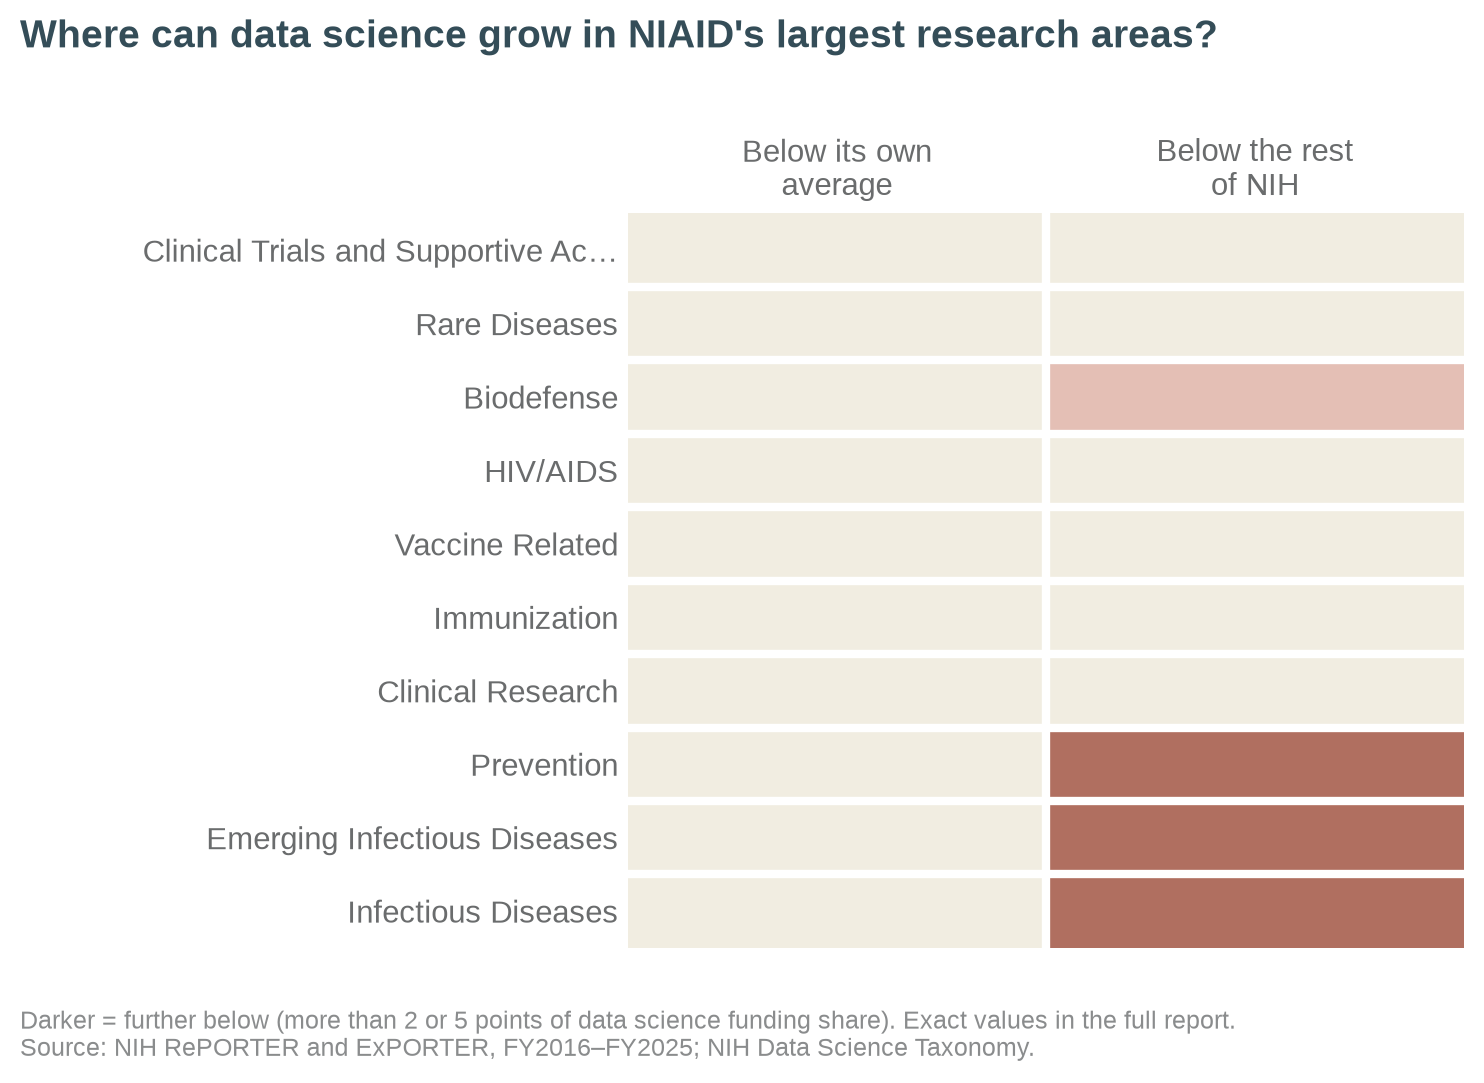 Where can data science grow in NIAID's largest research areas?
Below its own
average
Below the rest
of NIH
Clinical Trials and Supportive Ac…
Rare Diseases
Biodefense
HIV/AIDS
Vaccine Related
Immunization
Clinical Research
Prevention
Emerging Infectious Diseases
Infectious Diseases
Darker = further below (more than 2 or 5 points of data science funding share). Exact values in the full report.
Source: NIH RePORTER and ExPORTER, FY2016–FY2025; NIH Data Science Taxonomy.